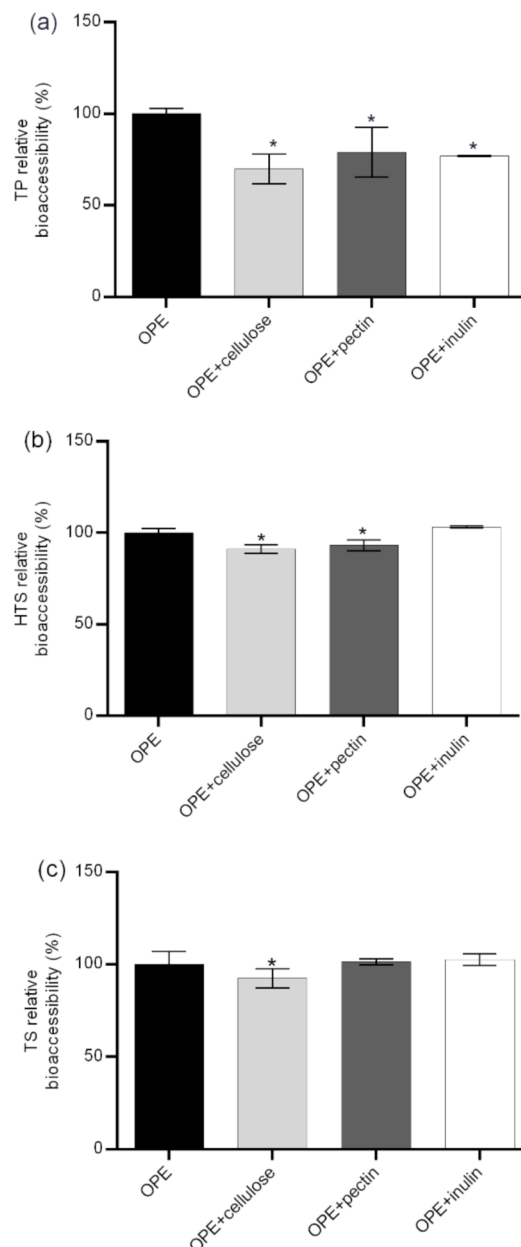 (a)
TP relative
bioaccessibility (%)
150
100
50
0
*
*
*
OPE
OPE+cellulose
OPE+pectin
OPE+inulin
(b)
HTS relative
bioaccessibility (%)
150
100
50
0
*
*
OPE
OPE+cellulose
OPE+pectin
OPE+inulin
(c)
TS relative
bioaccessibility (%)
150
100
50
0
*
OPE
OPE+cellulose
OPE+pectin
OPE+inulin